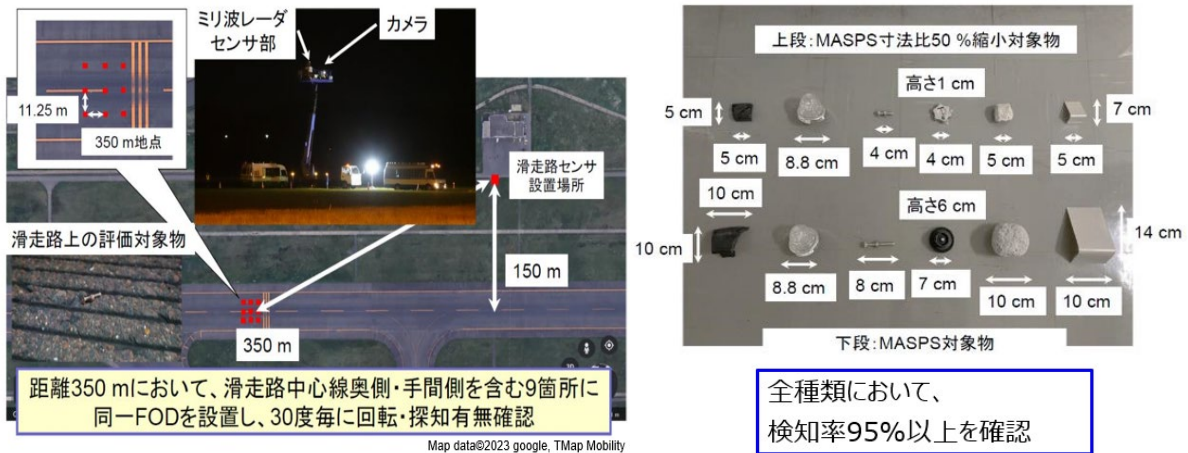 ミリ波レーダ
センサ部
カメラ
11.25 m
350 m地点
滑走路センサ
設置場所
滑走路上の評価対象物
150 m
350 m
距離350 mにおいて、滑走路中心線奥側・手間側を含む9箇所に
同一FODを設置し、30度毎に回転・探知有無確認
Map data©2023 google, TMap Mobility
上段：MASPS寸法比50 %縮小対象物
高さ1 cm
5 cm
7 cm
5 cm
8.8 cm
4 cm
4 cm
5 cm
5 cm
10 cm
高さ6 cm
10 cm
14 cm
8.8 cm
8 cm
7 cm
10 cm
10 cm
下段：MASPS対象物
全種類において、
検知率95%以上を確認